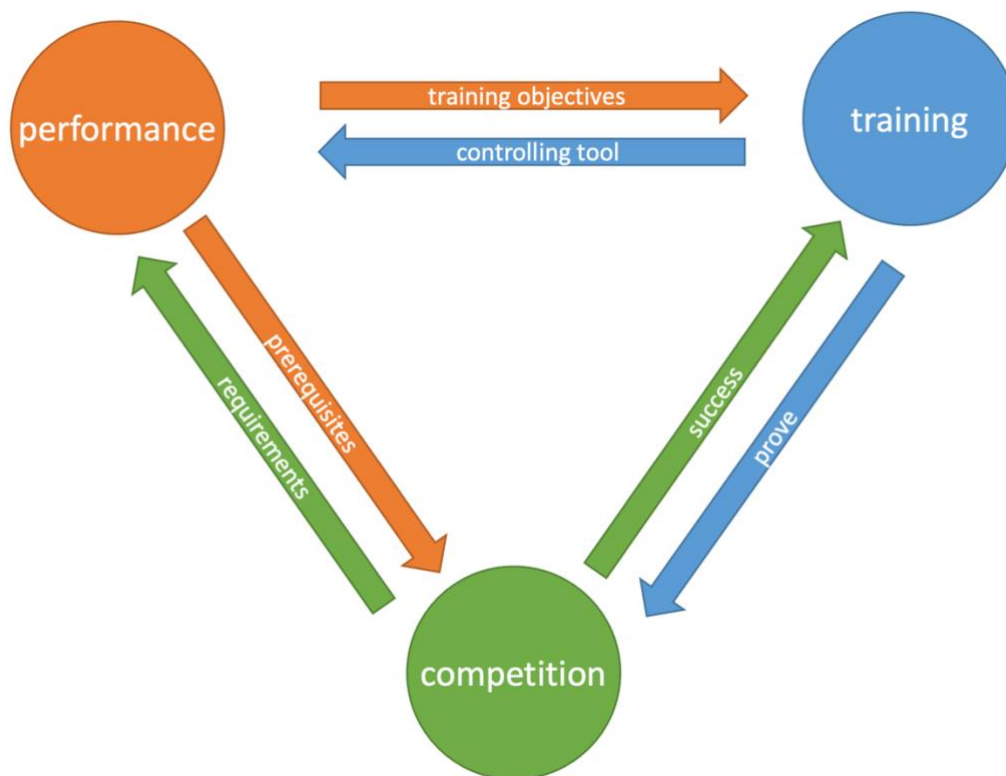 performance
training objectives
training
controlling tool
requirements
prerequisites
success
prove
competition